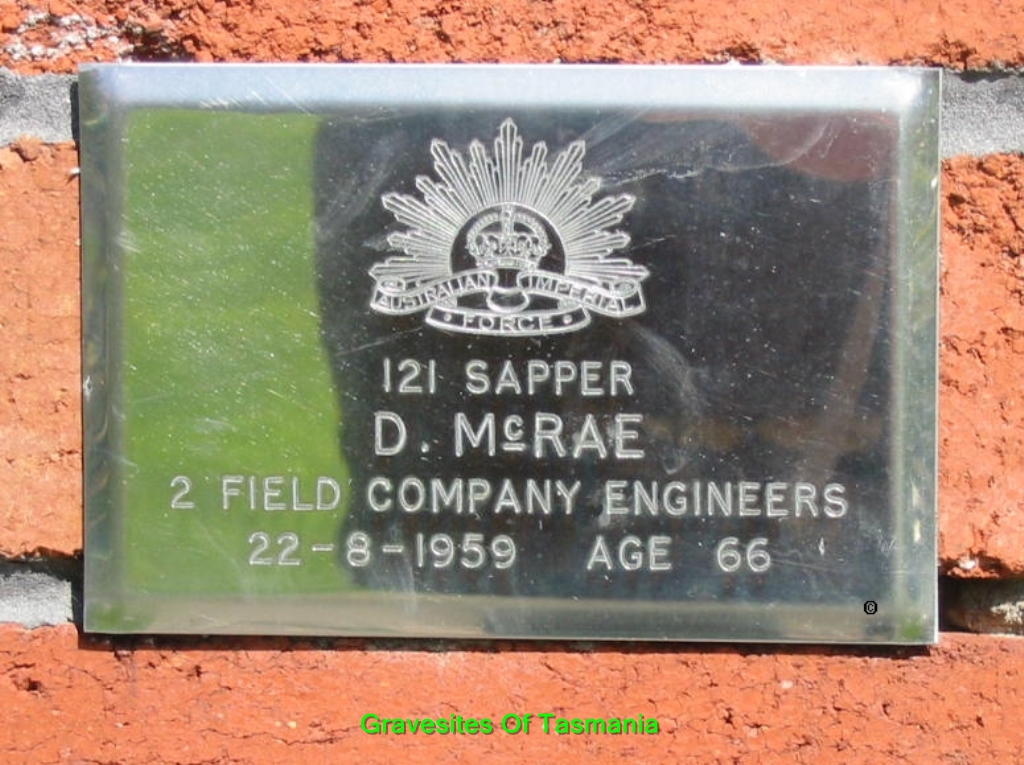 AUSTRALIAN IMPERIAL
FORCE
121 SAPPER
D. McRAE
2 FIELD COMPANY ENGINEERS
22-8-1959 AGE 66
©
Gravesites Of Tasmania